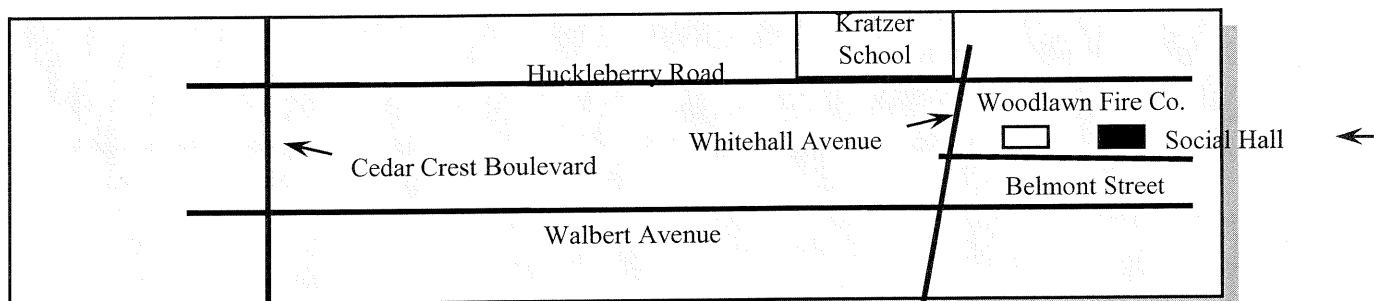 Kratzer
School
Huckleberry Road
Woodlawn Fire Co.
Whitehall Avenue
Social Hall
Cedar Crest Boulevard
Belmont Street
Walbert Avenue